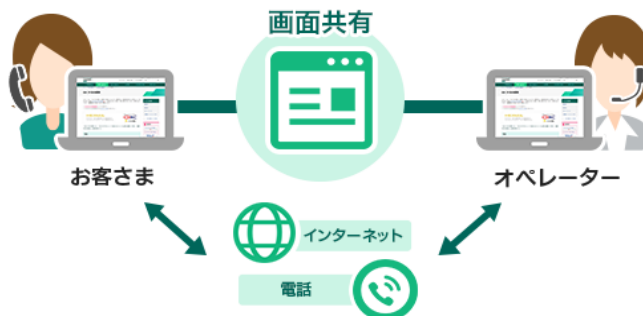 画面共有
お客さま
オペレーター
インターネット
電話